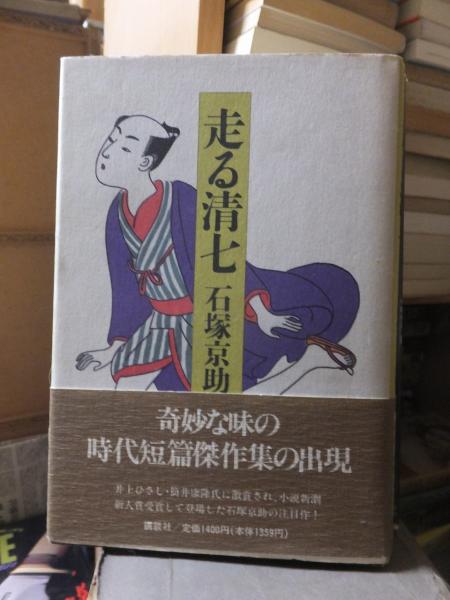 走る清七
石塚京助
奇妙な味の
時代短篇傑作集の出現
井上ひさし・筒井康隆氏に激賞され、小説新潮
新人賞受賞して登場した石塚京助の注目作!
講談社/定価1400円(本体1359円)